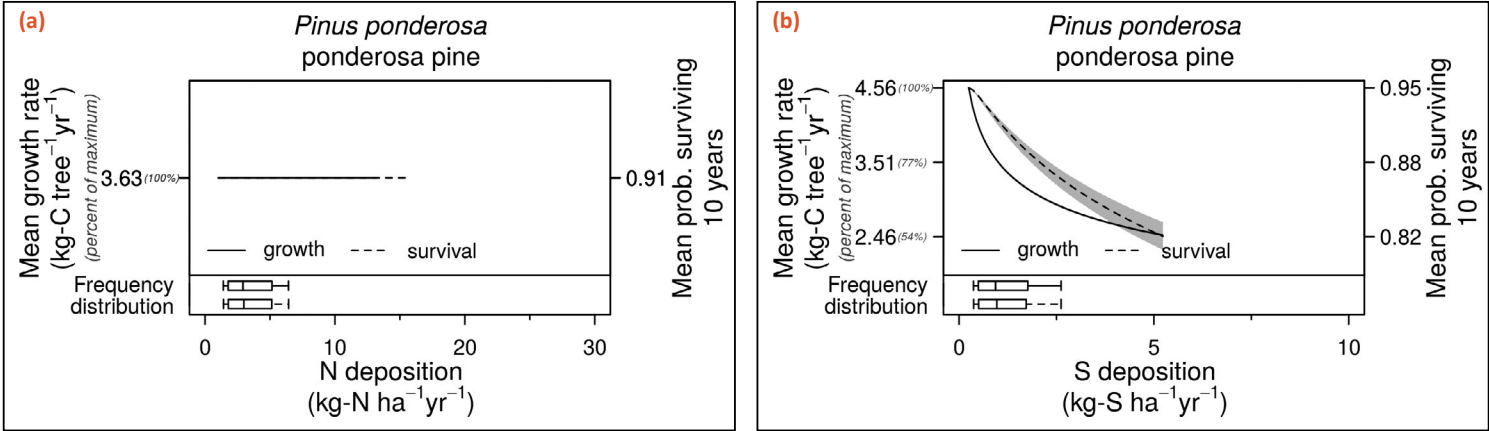 (a)
Pinus ponderosa
ponderosa pine
Mean growth rate
(kg-C tree⁻¹yr⁻¹)
(percent of maximum)
3.63 (100%)
0.91
Mean prob. surviving
10 years
growth
survival
Frequency
distribution
0 10 20 30
N deposition
(kg-N ha⁻¹yr⁻¹)
(b)
Pinus ponderosa
ponderosa pine
Mean growth rate
(kg-C tree⁻¹yr⁻¹)
(percent of maximum)
4.56 (100%)
3.51 (77%)
2.46 (54%)
0.95
0.88
0.82
Mean prob. surviving
10 years
growth
survival
Frequency
distribution
0 5 10
S deposition
(kg-S ha⁻¹yr⁻¹)